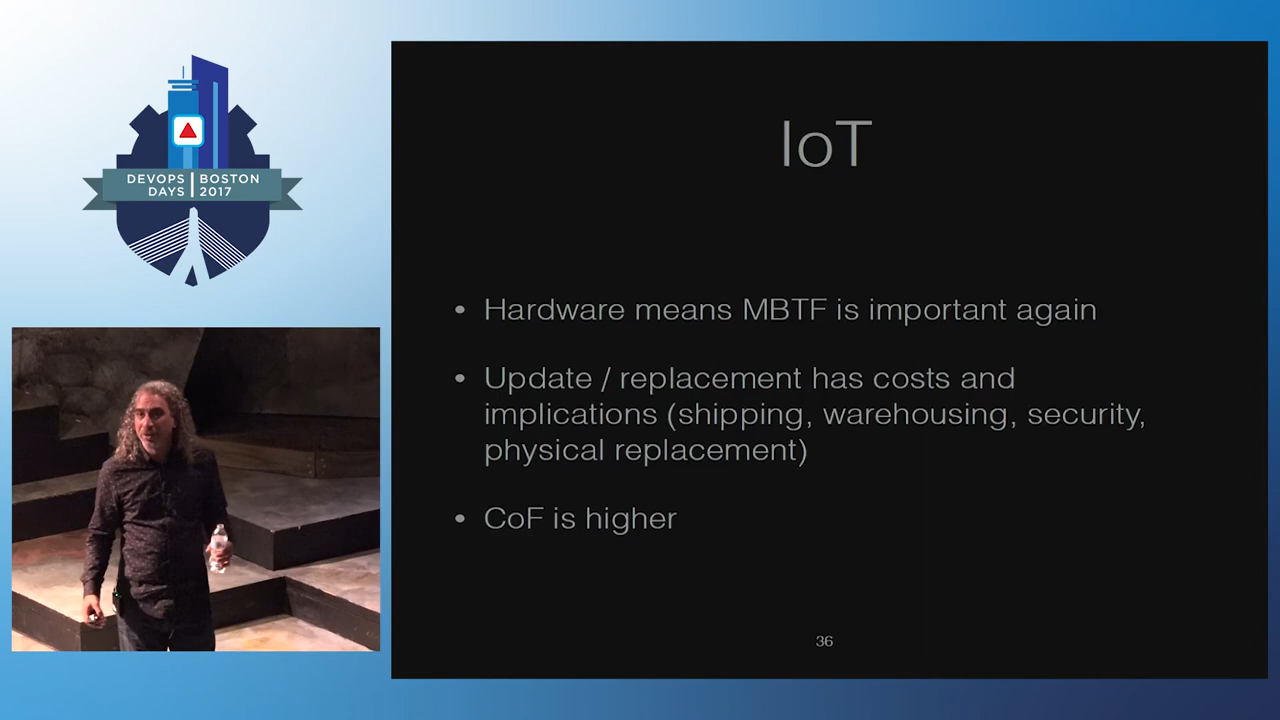 DEVOPS BOSTON
DAYS 2017
IoT
• Hardware means MBTF is important again
• Update / replacement has costs and
implications (shipping, warehousing, security,
physical replacement)
• CoF is higher
36